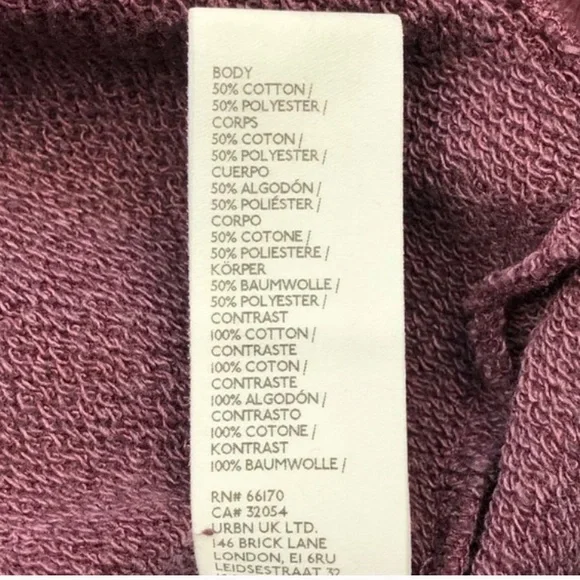 BODY
50% COTTON /
50% POLYESTER /
CORPS
50% COTON /
50% POLYESTER /
CUERPO
50% ALGODÓN /
50% POLIÉSTER /
CORPO
50% COTONE /
50% POLIESTERE /
KÖRPER
50% BAUMWOLLE /
50% POLYESTER /
CONTRAST
100% COTTON /
CONTRASTE
100% COTON /
CONTRASTE
100% ALGODÓN /
CONTRASTO
100% COTONE /
KONTRAST
100% BAUMWOLLE /
RN# 66170
CA# 32054
URBN UK LTD.
146 BRICK LANE
LONDON, E1 6RU
LEIDSESTRAAT 32